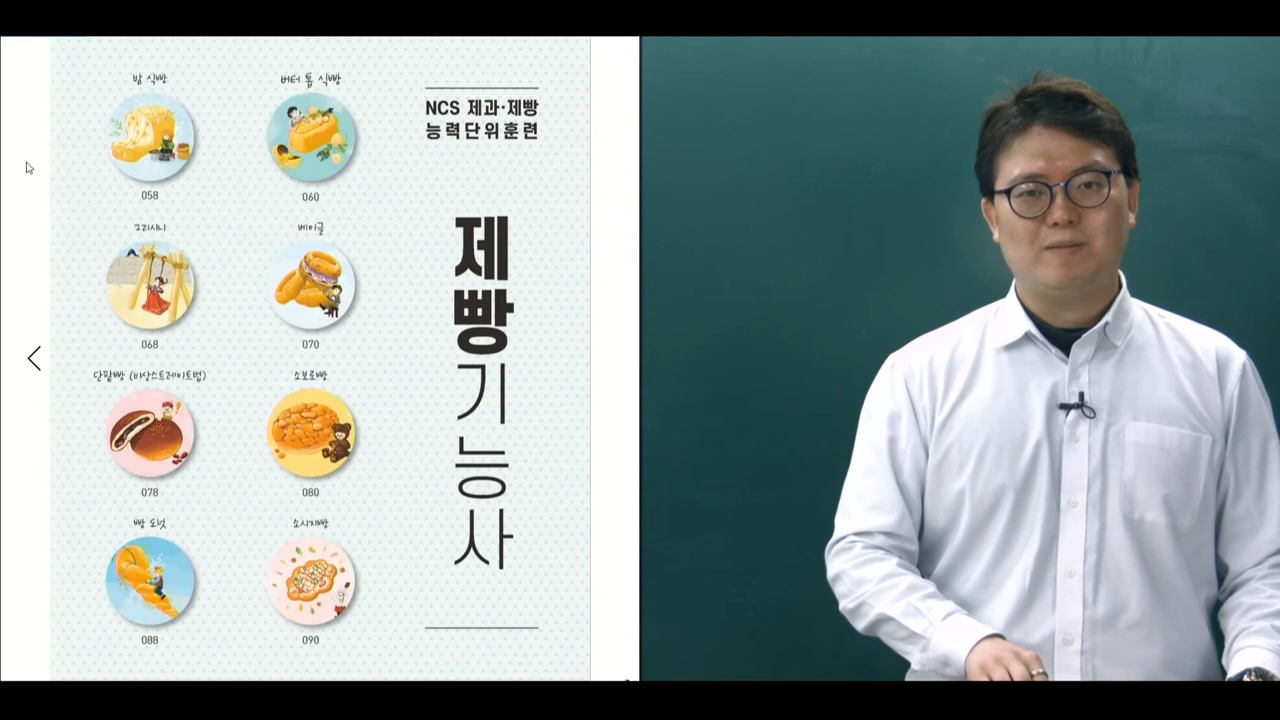 밤 식빵
버터 톱 식빵
058
060
그리시니
베이글
068
070
단팥빵 (비상스트레이트법)
소보로빵
078
080
빵 도넛
소시지빵
088
090
NCS 제과·제빵
능력단위훈련
제빵기능사